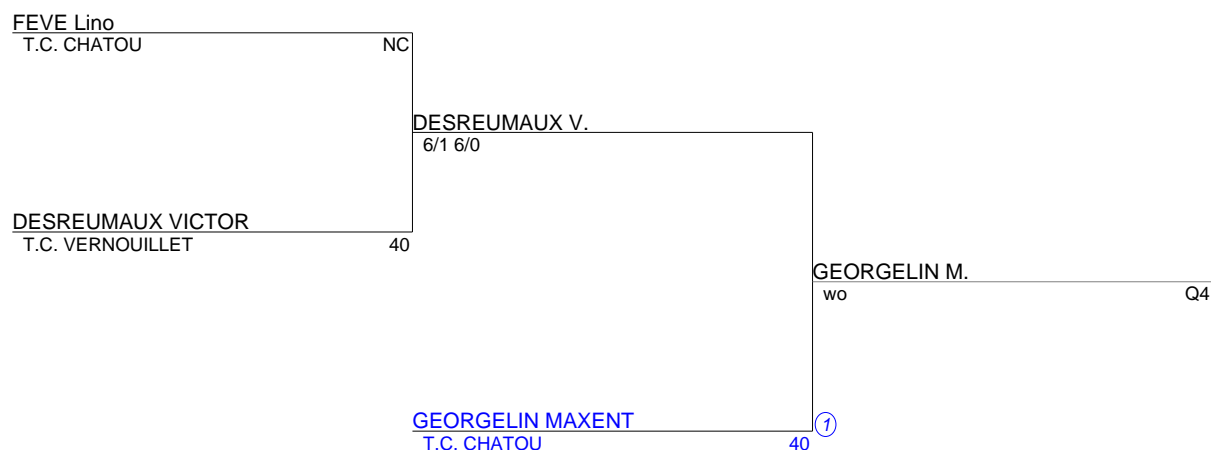 FEVE Lino
T.C. CHATOU NC
DESREUMAUX V.
6/1 6/0
DESREUMAUX VICTOR
T.C. VERNOUILLET 40
GEORGELIN M.
wo Q4
GEORGELIN MAXENT 1
T.C. CHATOU 40